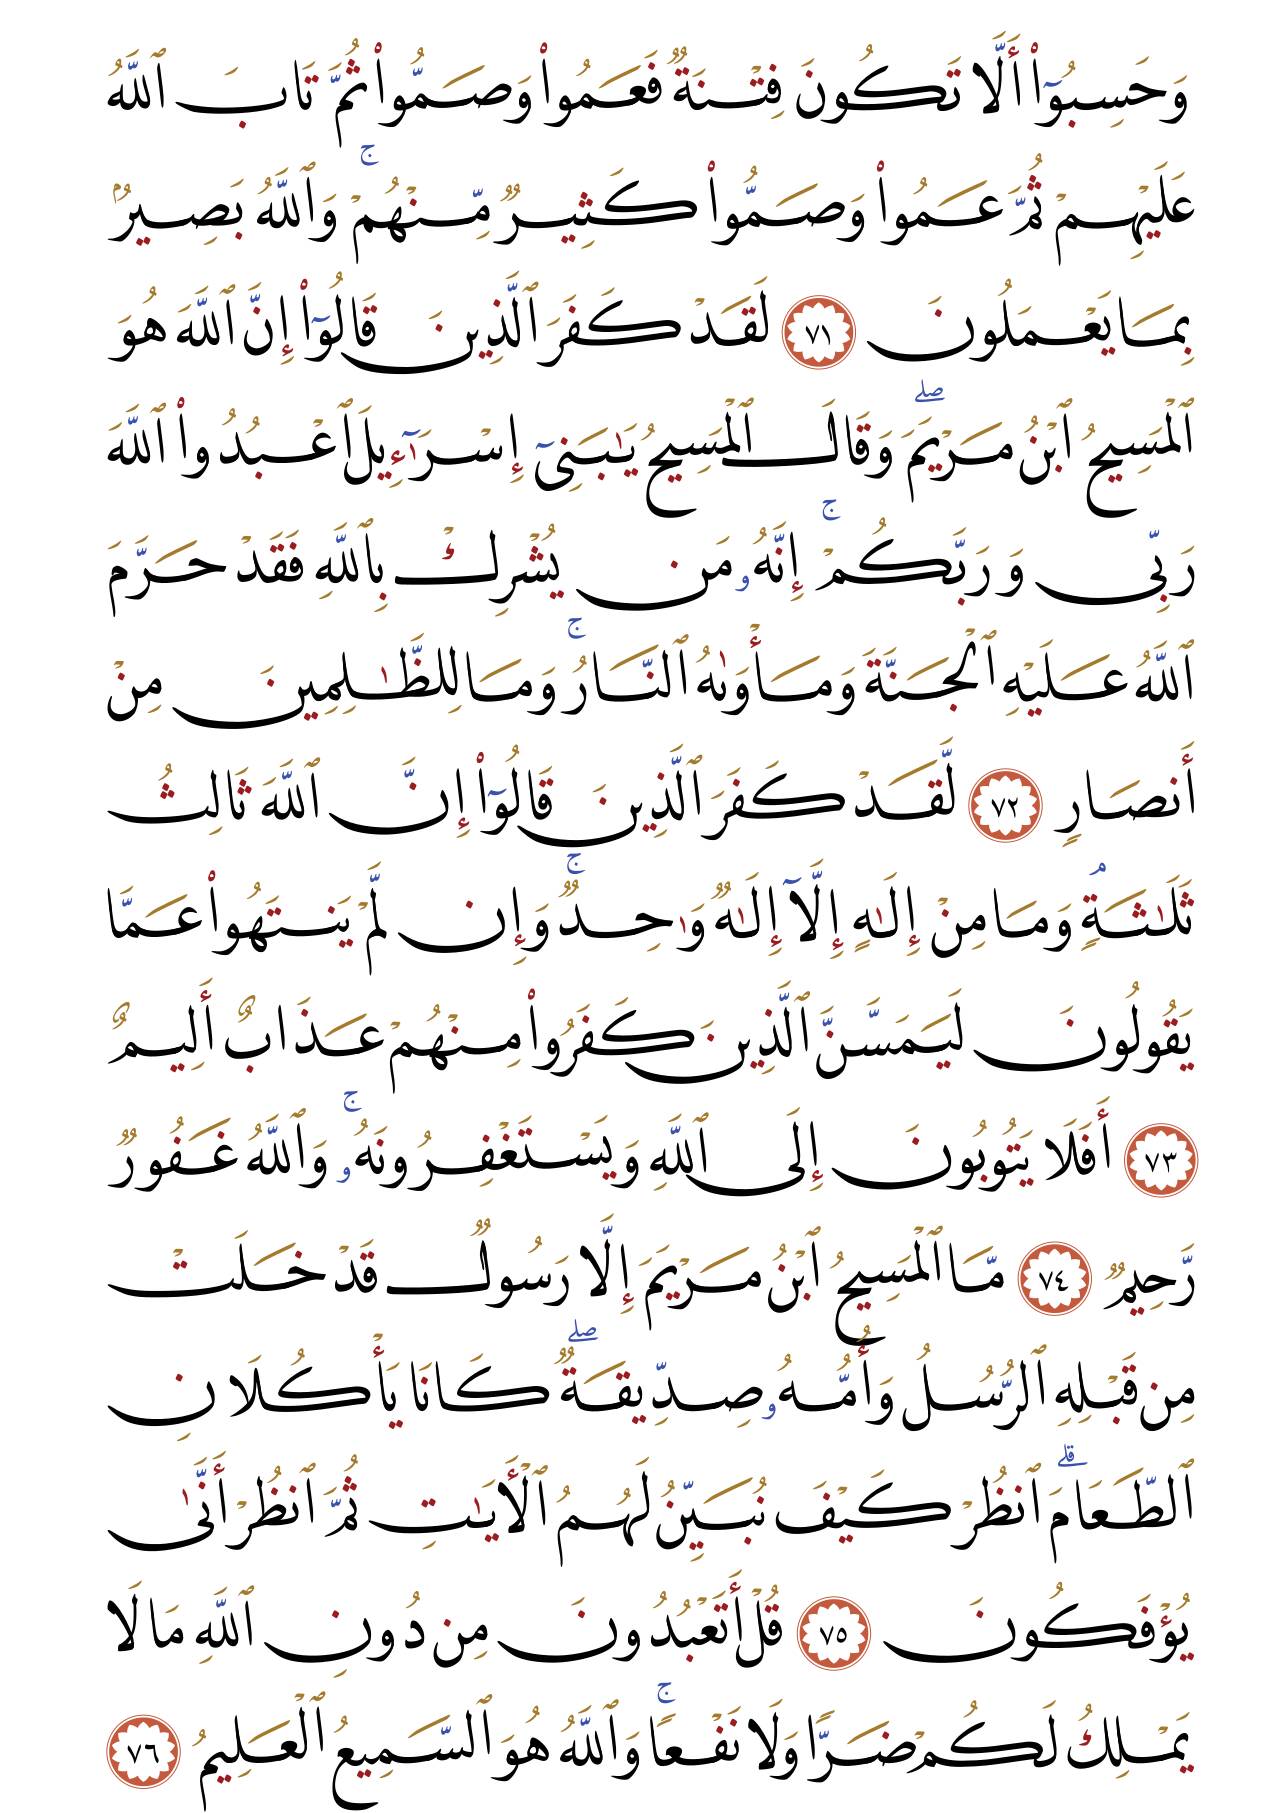 وَحَسِبُوٓا۟ أَلَّا تَكُونَ فِتْنَةٌ فَعَمُوا۟ وَصَمُّوا۟ ثُمَّ تَابَ ٱللَّهُ
عَلَيْهِمْ ثُمَّ عَمُوا۟ وَصَمُّوا۟ كَثِيرٌ مِّنْهُمْ ۚ وَٱللَّهُ بَصِيرٌۢ
بِمَا يَعْمَلُونَ ٧١ لَقَدْ كَفَرَ ٱلَّذِينَ قَالُوٓا۟ إِنَّ ٱللَّهَ هُوَ
ٱلْمَسِيحُ ٱبْنُ مَرْيَمَ ۖ وَقَالَ ٱلْمَسِيحُ يَـٰبَنِىٓ إِسْرَٰٓءِيلَ ٱعْبُدُوا۟ ٱللَّهَ
رَبِّى وَرَبَّكُمْ ۚ إِنَّهُۥ مَن يُشْرِكْ بِٱللَّهِ فَقَدْ حَرَّمَ
ٱللَّهُ عَلَيْهِ ٱلْجَنَّةَ وَمَأْوَىٰهُ ٱلنَّارُ ۚ وَمَا لِلظَّـٰلِمِينَ مِنْ
أَنصَارٍ ٧٢ لَّقَدْ كَفَرَ ٱلَّذِينَ قَالُوٓا۟ إِنَّ ٱللَّهَ ثَالِثُ
ثَلَـٰثَةٍۘ وَمَا مِنْ إِلَـٰهٍ إِلَّآ إِلَـٰهٌ وَٰحِدٌ ۚ وَإِن لَّمْ يَنتَهُوا۟ عَمَّا
يَقُولُونَ لَيَمَسَّنَّ ٱلَّذِينَ كَفَرُوا۟ مِنْهُمْ عَذَابٌ أَلِيمٌ
٧٣ أَفَلَا يَتُوبُونَ إِلَى ٱللَّهِ وَيَسْتَغْفِرُونَهُۥ ۚ وَٱللَّهُ غَفُورٌ
رَّحِيمٌ ٧٤ مَّا ٱلْمَسِيحُ ٱبْنُ مَرْيَمَ إِلَّا رَسُولٌ قَدْ خَلَتْ
مِن قَبْلِهِ ٱلرُّسُلُ وَأُمُّهُۥ صِدِّيقَةٌ ۖ كَانَا يَأْكُلَانِ
ٱلطَّعَامَ ۗ ٱنظُرْ كَيْفَ نُبَيِّنُ لَهُمُ ٱلْأَيَـٰتِ ثُمَّ ٱنظُرْ أَنَّىٰ
يُؤْفَكُونَ ٧٥ قُلْ أَتَعْبُدُونَ مِن دُونِ ٱللَّهِ مَا لَا
يَمْلِكُ لَكُمْ ضَرًّا وَلَا نَفْعًا ۚ وَٱللَّهُ هُوَ ٱلسَّمِيعُ ٱلْعَلِيمُ ٧٦